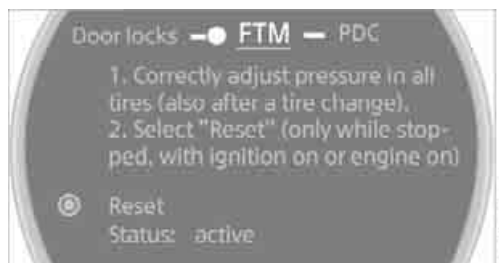 Door locks FTM PDC
1. Correctly adjust pressure in all
tires (also after a tire change).
2. Select "Reset" (only while stop-
ped, with ignition on or engine on)
Reset
Status: active